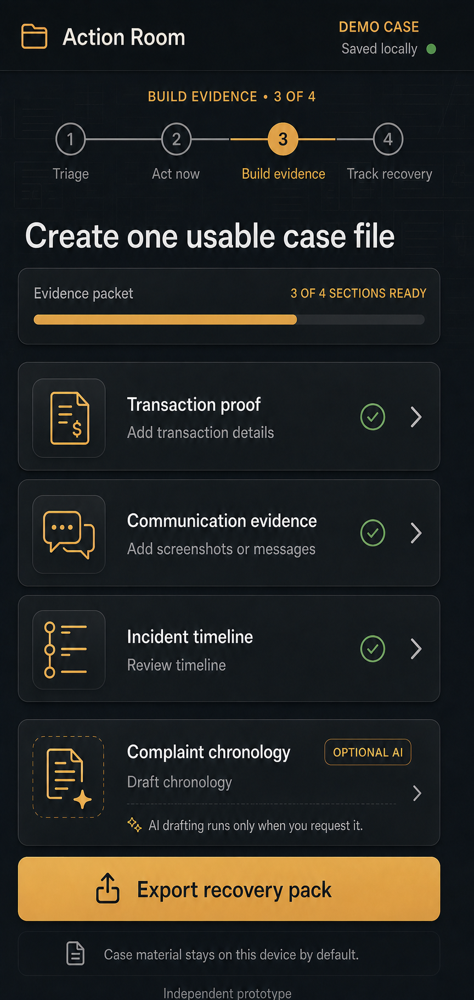 Action Room
DEMO CASE
Saved locally
BUILD EVIDENCE • 3 OF 4
1
2
3
4
Triage
Act now
Build evidence
Track recovery
Create one usable case file
Evidence packet
3 OF 4 SECTIONS READY
$
Transaction proof
Add transaction details
Communication evidence
Add screenshots or messages
Incident timeline
Review timeline
Complaint chronology
OPTIONAL AI
Draft chronology
AI drafting runs only when you request it.
Export recovery pack
Case material stays on this device by default.
Independent prototype